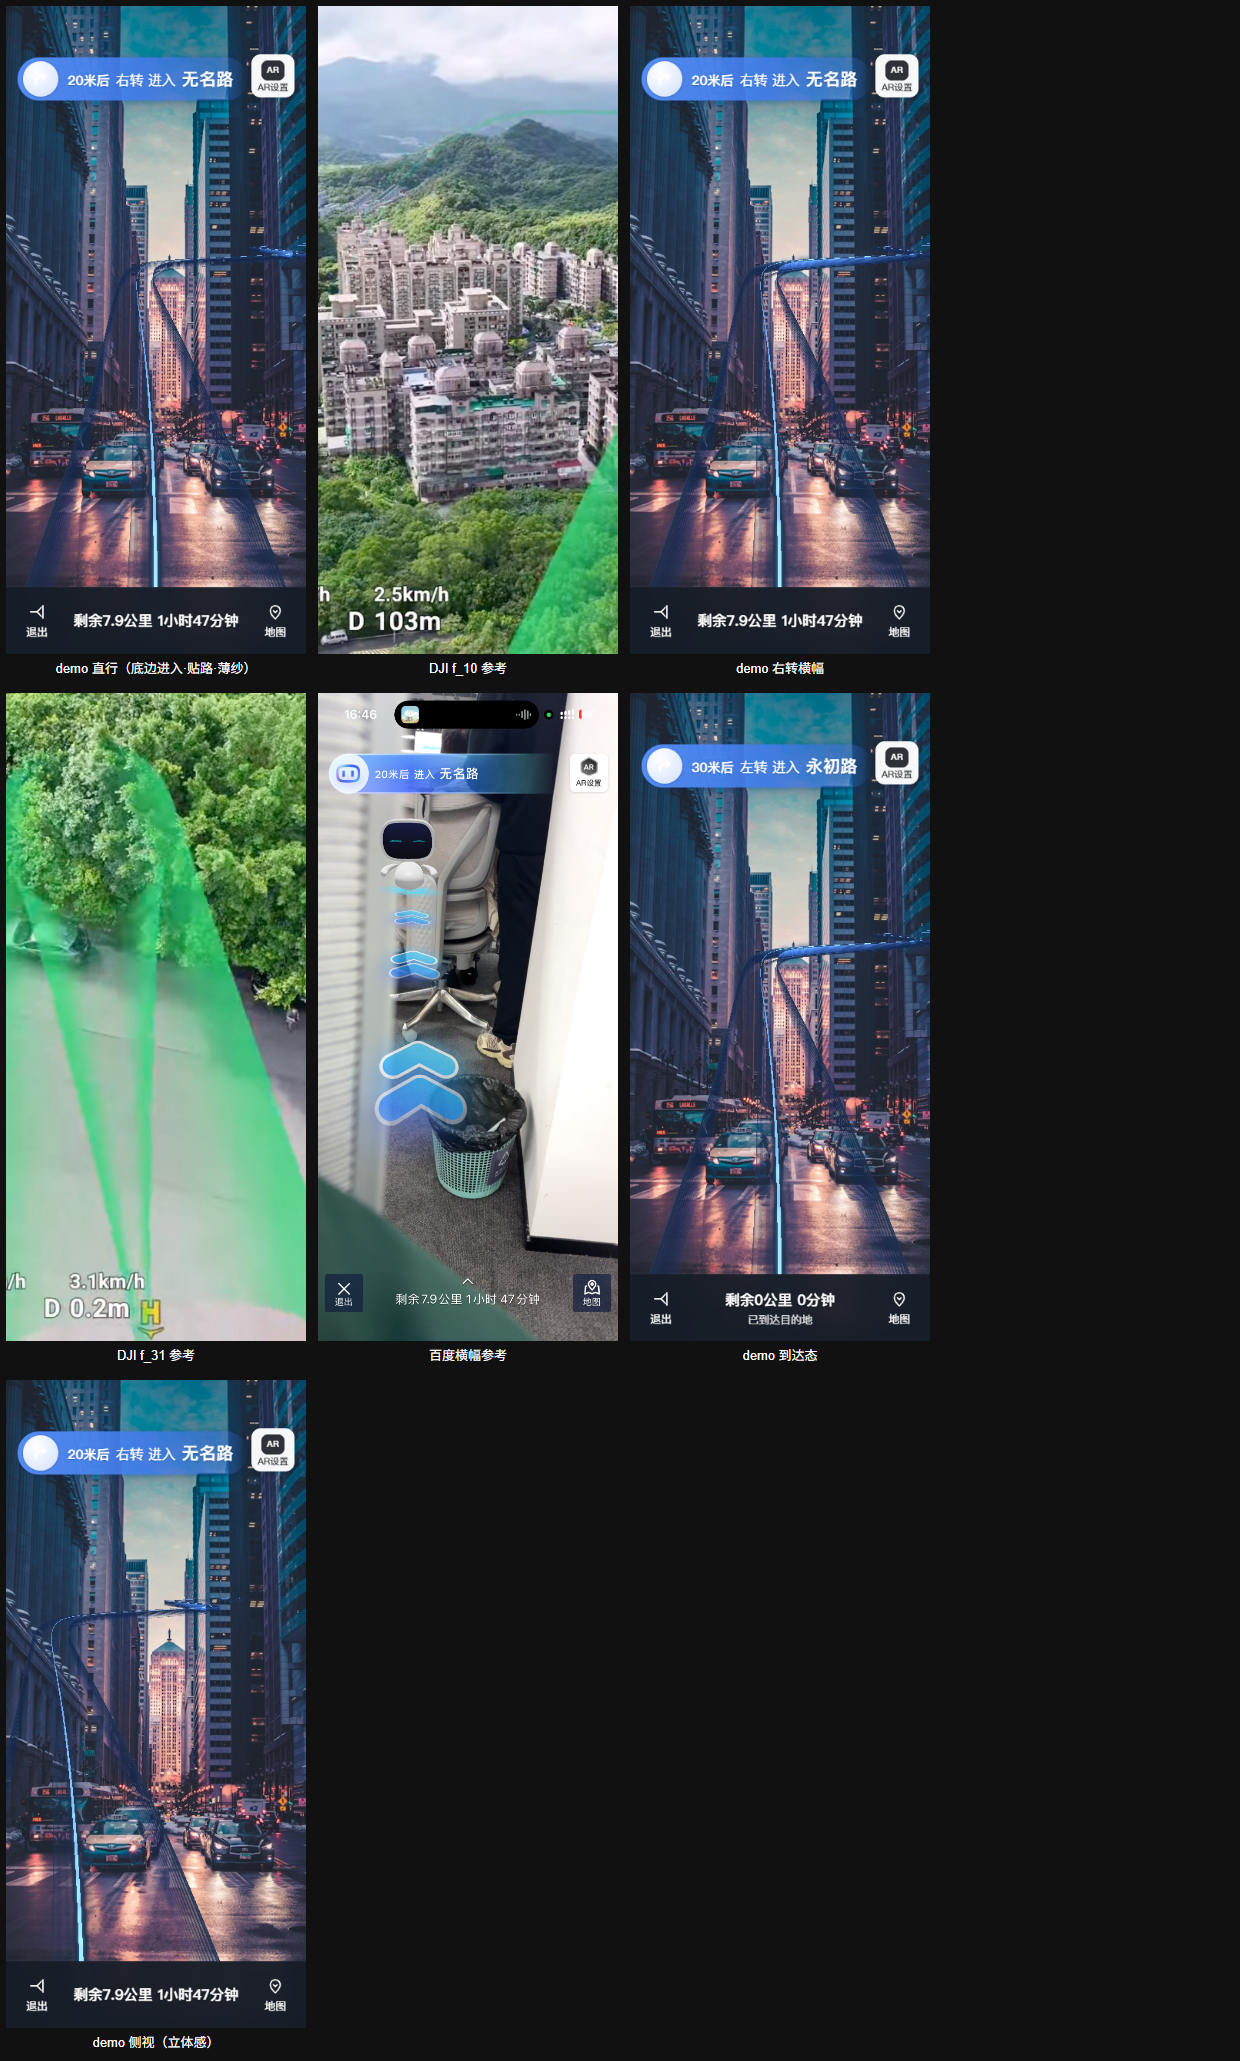 20米后 右转 进入 无名路
AR
AR设置
剩余7.9公里 1小时47分钟
退出
地图
demo 直行（底边进入·贴路·薄纱）
h
2.5km/h
D 103m
DJI f_10 参考
20米后 右转 进入 无名路
AR
AR设置
剩余7.9公里 1小时47分钟
退出
地图
demo 右转横幅
/h
3.1km/h
D 0.2m
H
DJI f_31 参考
16:46
20米后 进入 无名路
AR
AR设置
剩余7.9公里 1小时 47分钟
退出
地图
百度横幅参考
30米后 左转 进入 永初路
AR
AR设置
剩余0公里 0分钟
已到达目的地
退出
地图
demo 到达态
20米后 右转 进入 无名路
AR
AR设置
剩余7.9公里 1小时47分钟
退出
地图
demo 侧视（立体感）